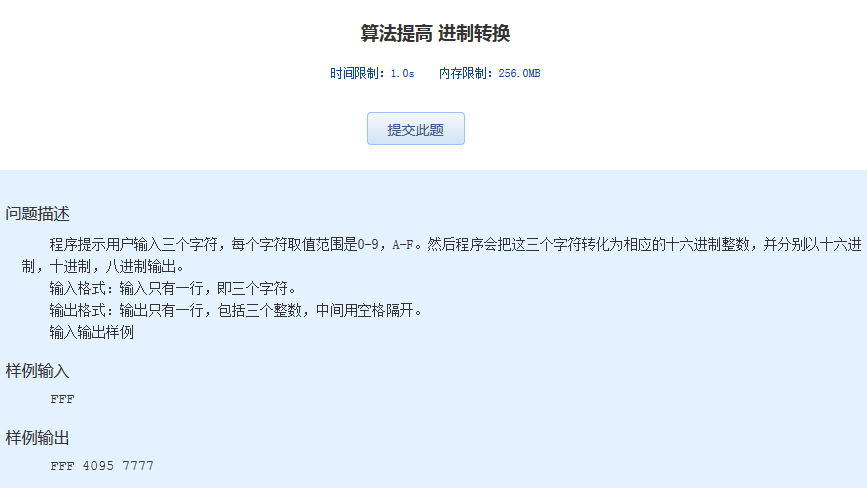 算法提高 进制转换
时间限制：1.0s 内存限制：256.0MB
提交此题
问题描述
程序提示用户输入三个字符，每个字符取值范围是0-9，A-F。然后程序会把这三个字符转化为相应的十六进制整数，并分别以十六进
制，十进制，八进制输出。
输入格式：输入只有一行，即三个字符。
输出格式：输出只有一行，包括三个整数，中间用空格隔开。
输入输出样例
样例输入
FFF
样例输出
FFF 4095 7777